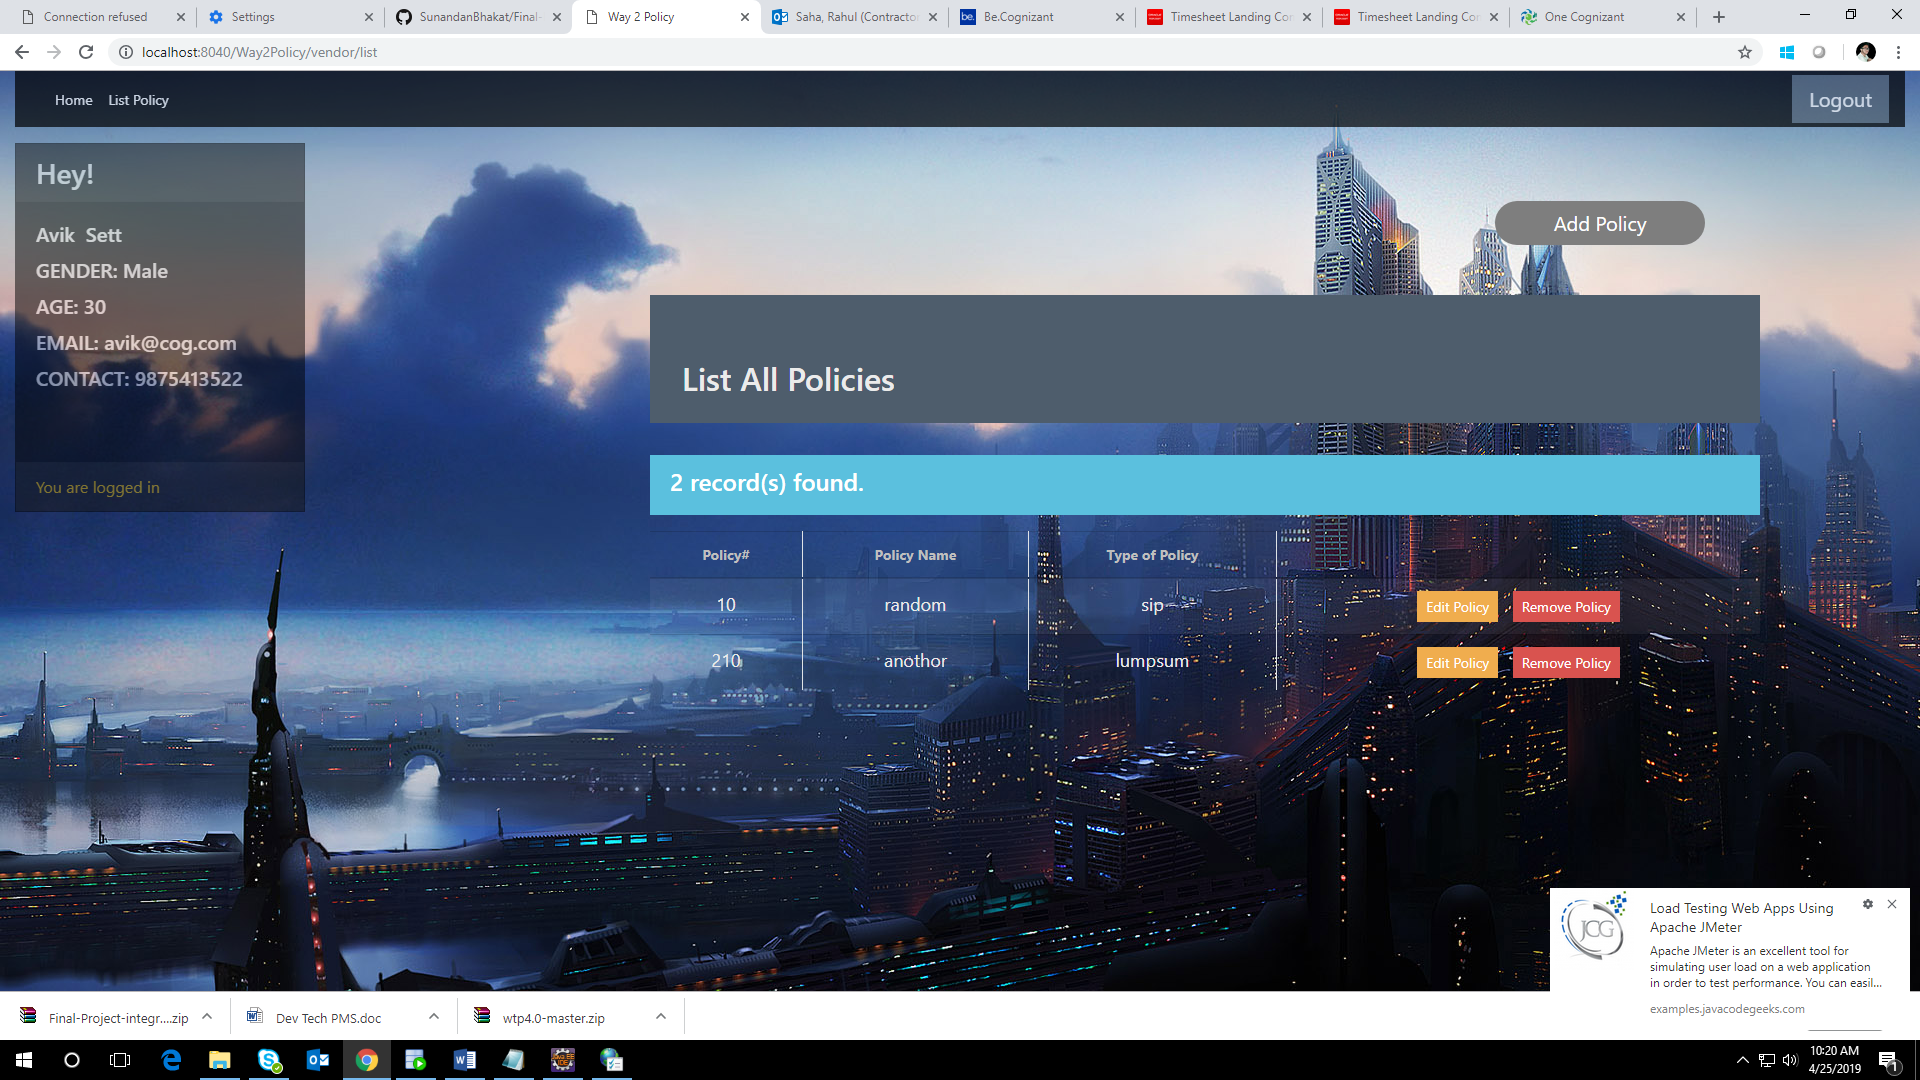 Connection refused
Settings
SunandanBhakat/Final-
Way 2 Policy
Saha, Rahul (Contractor
Be.Cognizant
Timesheet Landing Co
Timesheet Landing Co
One Cognizant
localhost:8040/Way2Policy/vendor/list
Home
List Policy
Logout
Hey!
Avik Sett
GENDER: Male
AGE: 30
EMAIL: avik@cog.com
CONTACT: 9875413522
You are logged in
Add Policy
List All Policies
2 record(s) found.
Policy# Policy Name Type of Policy
10 random sip Edit Policy Remove Policy
210 anothor lumpsum Edit Policy Remove Policy
JCG
Load Testing Web Apps Using
Apache JMeter
Apache JMeter is an excellent tool for
simulating user load on a web application
in order to test performance. You can easil...
examples.javacodegeeks.com
Final-Project-integr....zip
Dev Tech PMS.doc
wtp4.0-master.zip
10:20 AM
4/25/2019
1